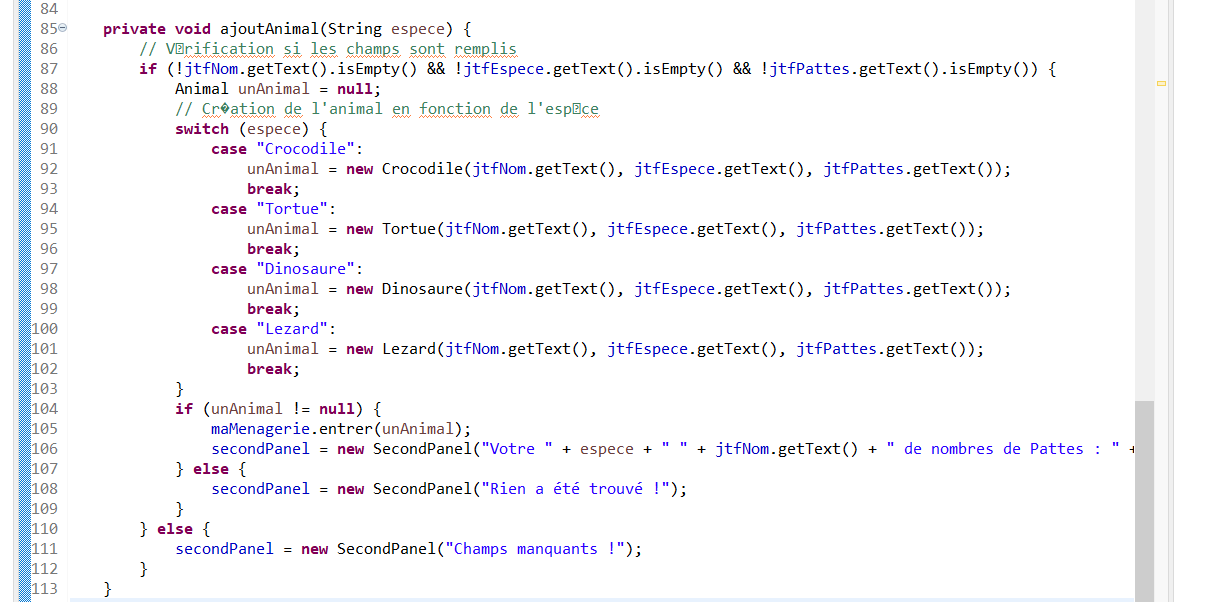 84
85 private void ajoutAnimal(String espece) {
86 // V�rification si les champs sont remplis
87 if (!jtfNom.getText().isEmpty() && !jtfEspece.getText().isEmpty() && !jtfPattes.getText().isEmpty()) {
88 Animal unAnimal = null;
89 // Cr�ation de l'animal en fonction de l'esp�ce
90 switch (espece) {
91 case "Crocodile":
92 unAnimal = new Crocodile(jtfNom.getText(), jtfEspece.getText(), jtfPattes.getText());
93 break;
94 case "Tortue":
95 unAnimal = new Tortue(jtfNom.getText(), jtfEspece.getText(), jtfPattes.getText());
96 break;
97 case "Dinosaure":
98 unAnimal = new Dinosaure(jtfNom.getText(), jtfEspece.getText(), jtfPattes.getText());
99 break;
100 case "Lezard":
101 unAnimal = new Lezard(jtfNom.getText(), jtfEspece.getText(), jtfPattes.getText());
102 break;
103 }
104 if (unAnimal != null) {
105 maMenagerie.entrer(unAnimal);
106 secondPanel = new SecondPanel("Votre " + espece + " " + jtfNom.getText() + " de nombres de Pattes : " +
107 } else {
108 secondPanel = new SecondPanel("Rien a été trouvé !");
109 }
110 } else {
111 secondPanel = new SecondPanel("Champs manquants !");
112 }
113 }